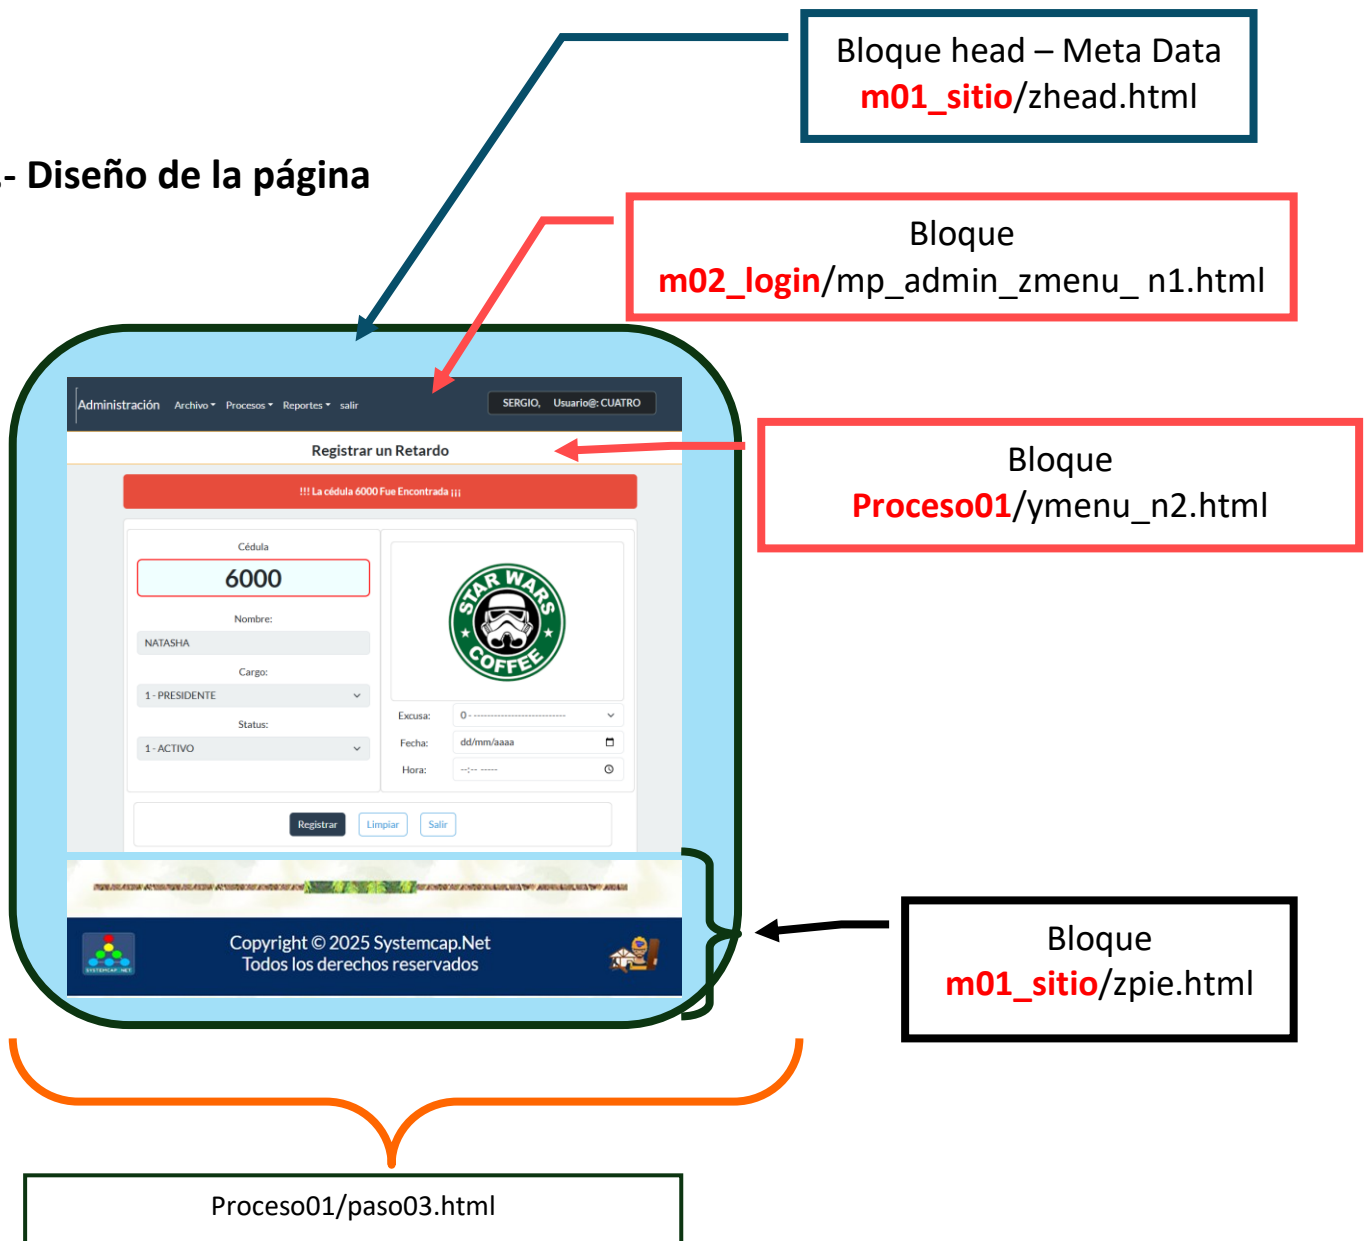 Bloque head – Meta Data
m01_sitio/zhead.html
.- Diseño de la página
Bloque
m02_login/mp_admin_zmenu_ n1.html
Administración Archivo Procesos Reportes salir SERGIO, Usuario@: CUATRO
Registrar un Retardo
Bloque
Proceso01/ymenu_n2.html
!!! La cédula 6000 Fue Encontrada ¡¡¡
Cédula
6000
Nombre:
NATASHA
Cargo:
1 - PRESIDENTE
Status:
1 - ACTIVO
STAR WARS
COFFEE
Excusa: 0 - ---------------------------
Fecha: dd/mm/aaaa
Hora: --:-- -----
Registrar Limpiar Salir
Copyright © 2025 Systemcap.Net
Todos los derechos reservados
SYSTEMCAP.NET
Bloque
m01_sitio/zpie.html
Proceso01/paso03.html